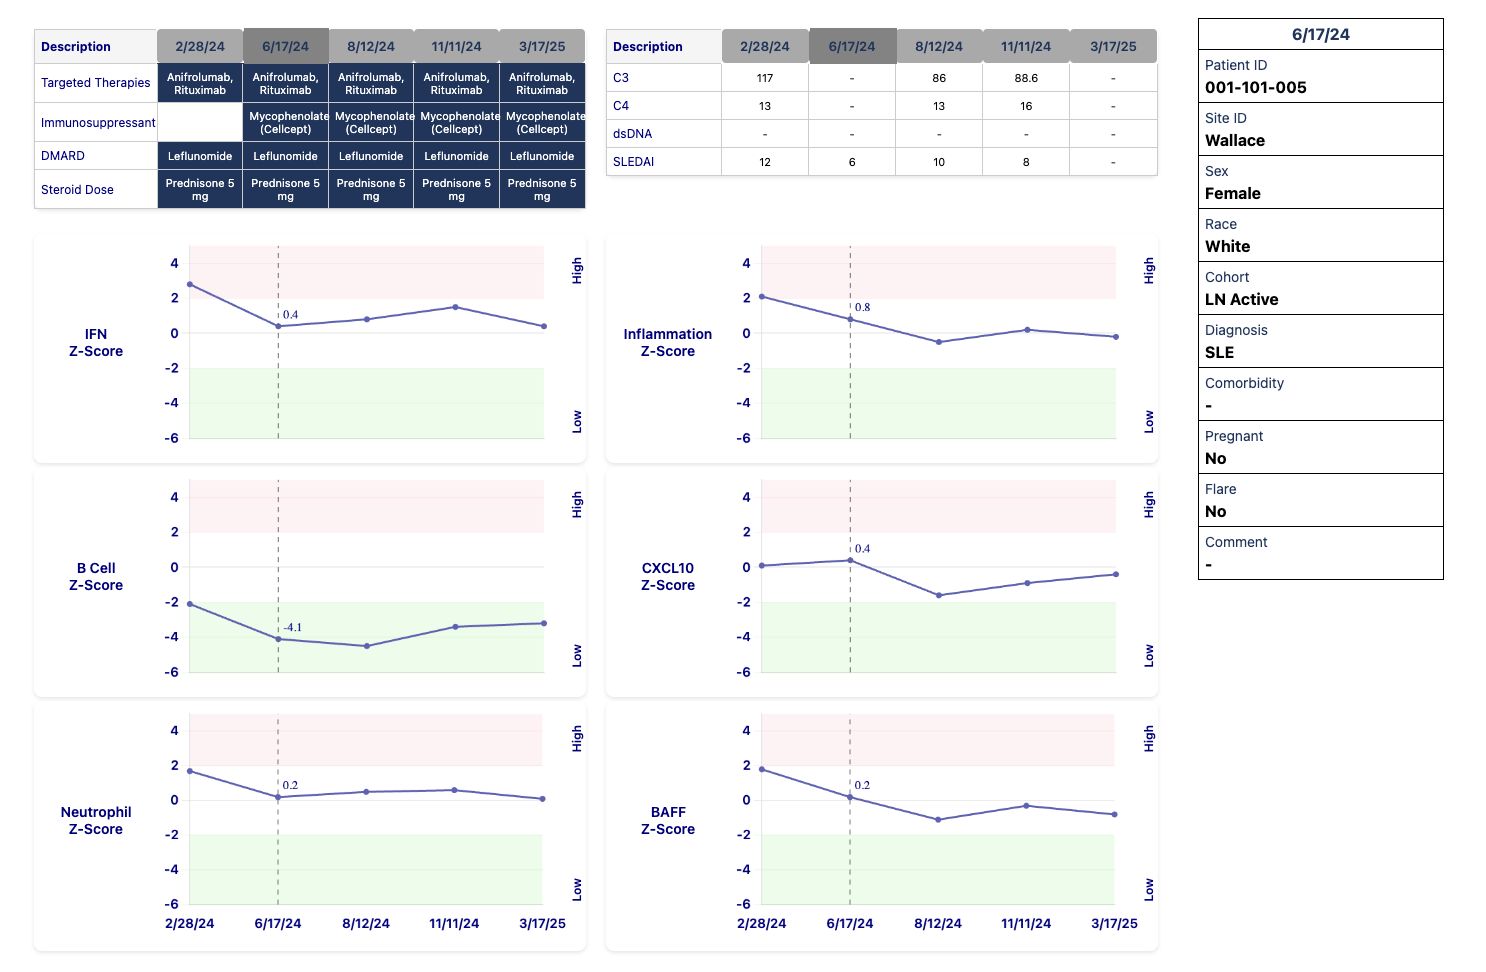 Description 2/28/24 6/17/24 8/12/24 11/11/24 3/17/25
Targeted Therapies Anifrolumab, Rituximab Anifrolumab, Rituximab Anifrolumab, Rituximab Anifrolumab, Rituximab Anifrolumab, Rituximab
Immunosuppressant Mycophenolate (Cellcept) Mycophenolate (Cellcept) Mycophenolate (Cellcept) Mycophenolate (Cellcept)
DMARD Leflunomide Leflunomide Leflunomide Leflunomide Leflunomide
Steroid Dose Prednisone 5 mg Prednisone 5 mg Prednisone 5 mg Prednisone 5 mg Prednisone 5 mg
Description 2/28/24 6/17/24 8/12/24 11/11/24 3/17/25
C3 117 - 86 88.6 -
C4 13 - 13 16 -
dsDNA - - - - -
SLEDAI 12 6 10 8 -
IFN
Z-Score
4
2
0
-2
-4
-6
0.4
High
Low
Inflammation
Z-Score
4
2
0
-2
-4
-6
0.8
High
Low
B Cell
Z-Score
4
2
0
-2
-4
-6
-4.1
High
Low
CXCL10
Z-Score
4
2
0
-2
-4
-6
0.4
High
Low
Neutrophil
Z-Score
4
2
0
-2
-4
-6
0.2
High
Low
2/28/24 6/17/24 8/12/24 11/11/24 3/17/25
BAFF
Z-Score
4
2
0
-2
-4
-6
0.2
High
Low
2/28/24 6/17/24 8/12/24 11/11/24 3/17/25
6/17/24
Patient ID
001-101-005
Site ID
Wallace
Sex
Female
Race
White
Cohort
LN Active
Diagnosis
SLE
Comorbidity
-
Pregnant
No
Flare
No
Comment
-